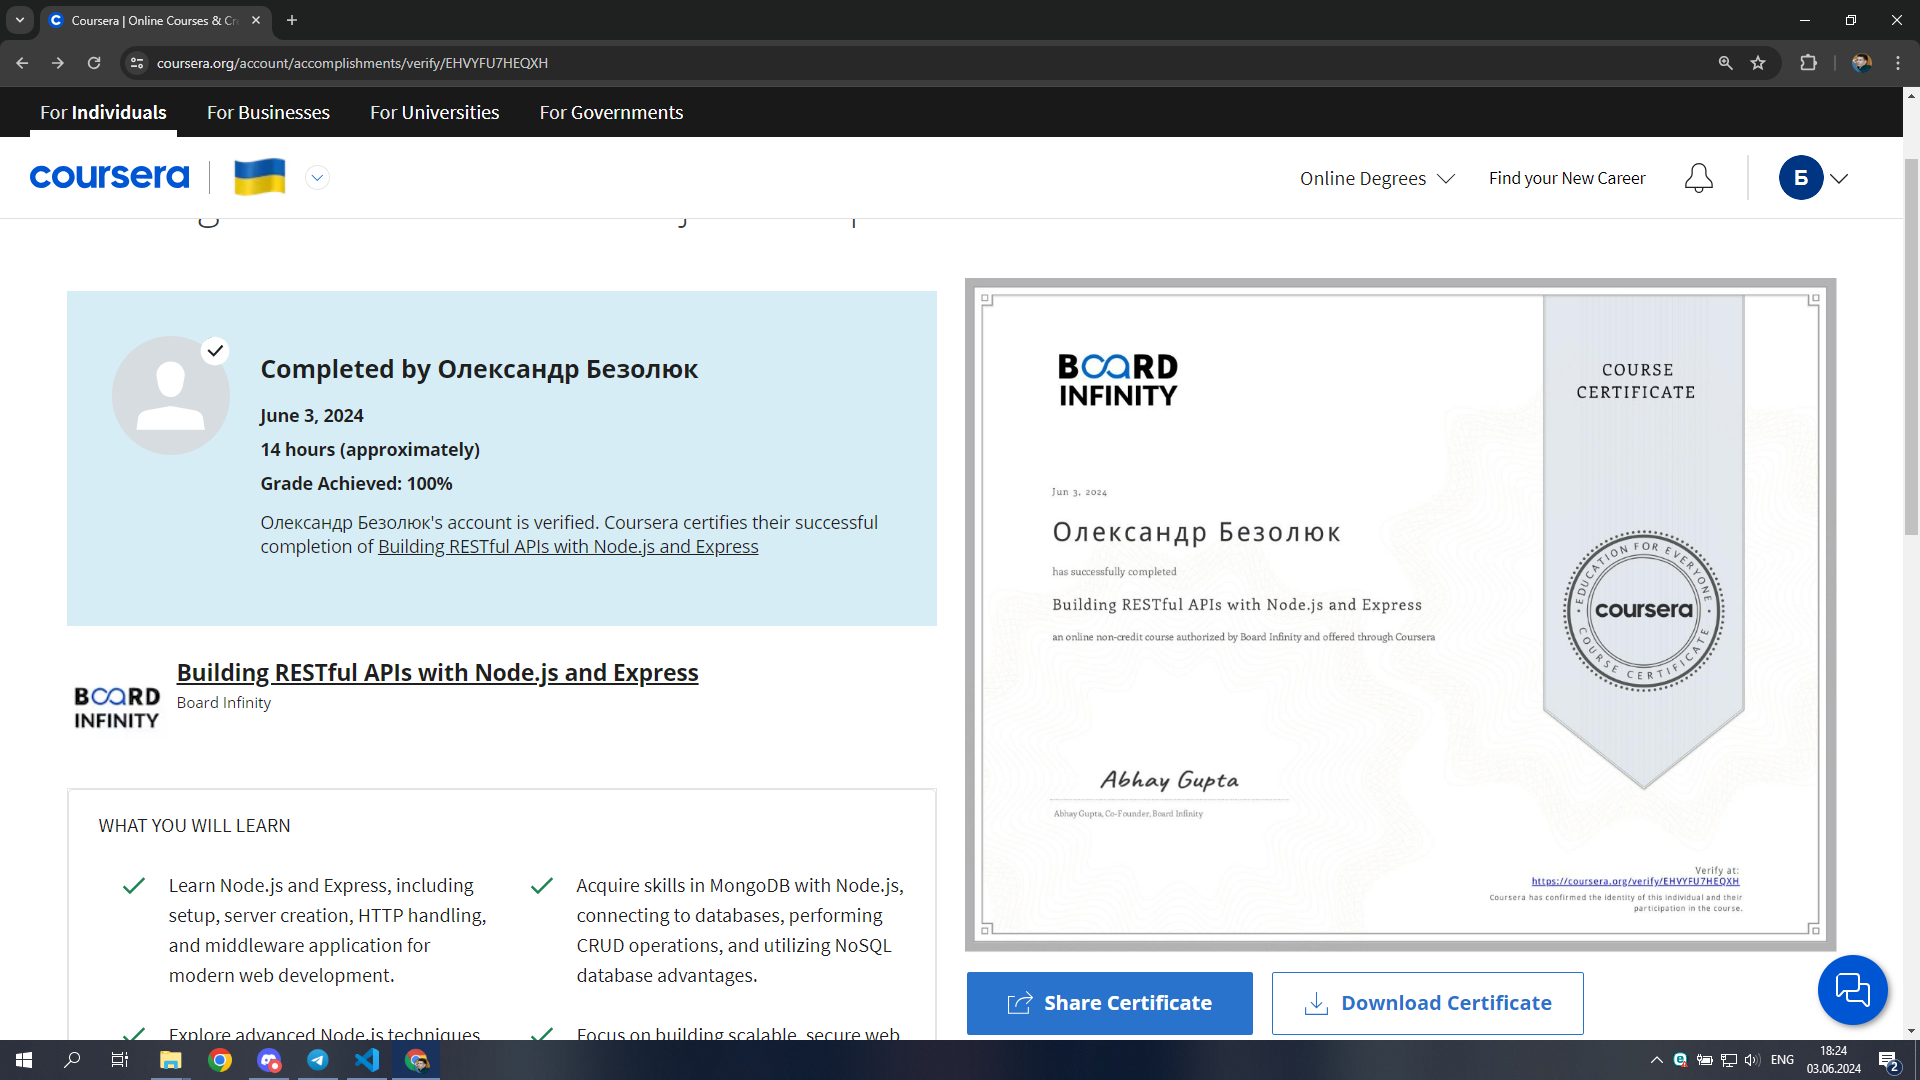 Coursera | Online Courses & Cr
coursera.org/account/accomplishments/verify/EHVYFU7HEQXH
For Individuals
For Businesses
For Universities
For Governments
coursera
Online Degrees
Find your New Career
Б
Completed by Олександр Безолюк
June 3, 2024
14 hours (approximately)
Grade Achieved: 100%
Олександр Безолюк's account is verified. Coursera certifies their successful
completion of Building RESTful APIs with Node.js and Express
BOARD
INFINITY
Building RESTful APIs with Node.js and Express
Board Infinity
WHAT YOU WILL LEARN
Learn Node.js and Express, including
setup, server creation, HTTP handling,
and middleware application for
modern web development.
Acquire skills in MongoDB with Node.js,
connecting to databases, performing
CRUD operations, and utilizing NoSQL
database advantages.
Explore advanced Node.js techniques
Focus on building scalable, secure web
BOARD
INFINITY
COURSE
CERTIFICATE
Jun 3, 2024
Олександр Безолюк
has successfully completed
Building RESTful APIs with Node.js and Express
an online non-credit course authorized by Board Infinity and offered through Coursera
EDUCATION FOR EVERYONE
coursera
COURSE CERTIFICATE
Abhay Gupta
Abhay Gupta, Co-Founder, Board Infinity
Verify at:
https://coursera.org/verify/EHVYFU7HEQXH
Coursera has confirmed the identity of this individual and their
participation in the course.
Share Certificate
Download Certificate
ENG
18:24
03.06.2024
2